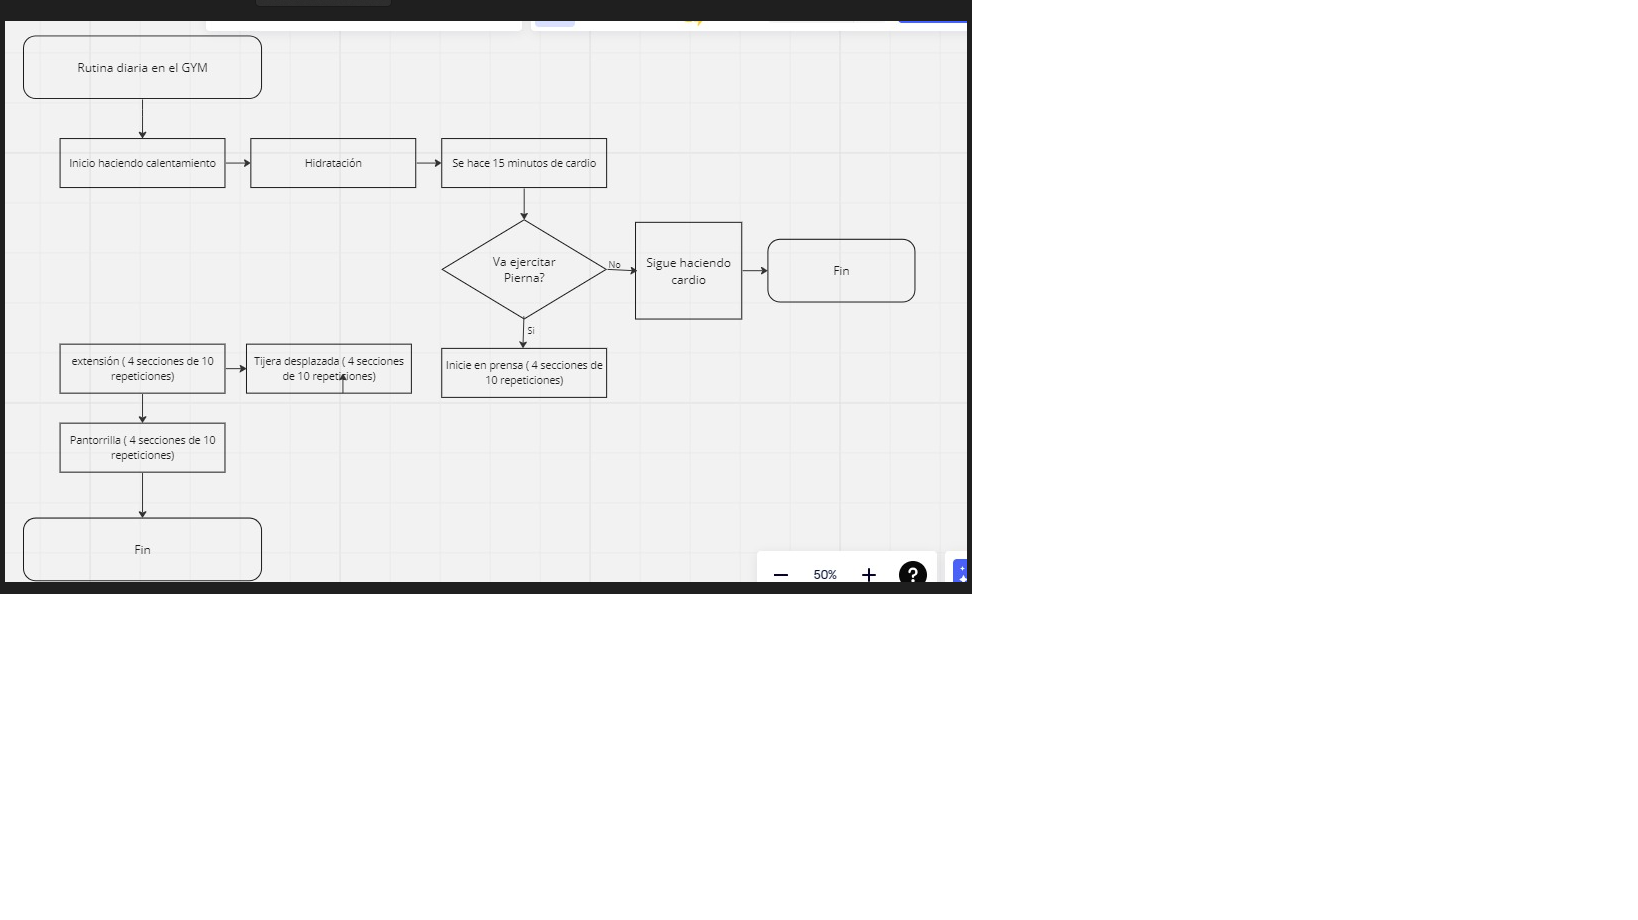 Rutina diaria en el GYM
Inicio haciendo calentamiento
Hidratación
Se hace 15 minutos de cardio
Va ejercitar
Pierna?
No
Sigue haciendo
cardio
Fin
Si
extensión ( 4 secciones de 10
repeticiones)
Tijera desplazada ( 4 secciones
de 10 repeticiones)
Inicie en prensa ( 4 secciones de
10 repeticiones)
Pantorrilla ( 4 secciones de 10
repeticiones)
Fin
50%
?